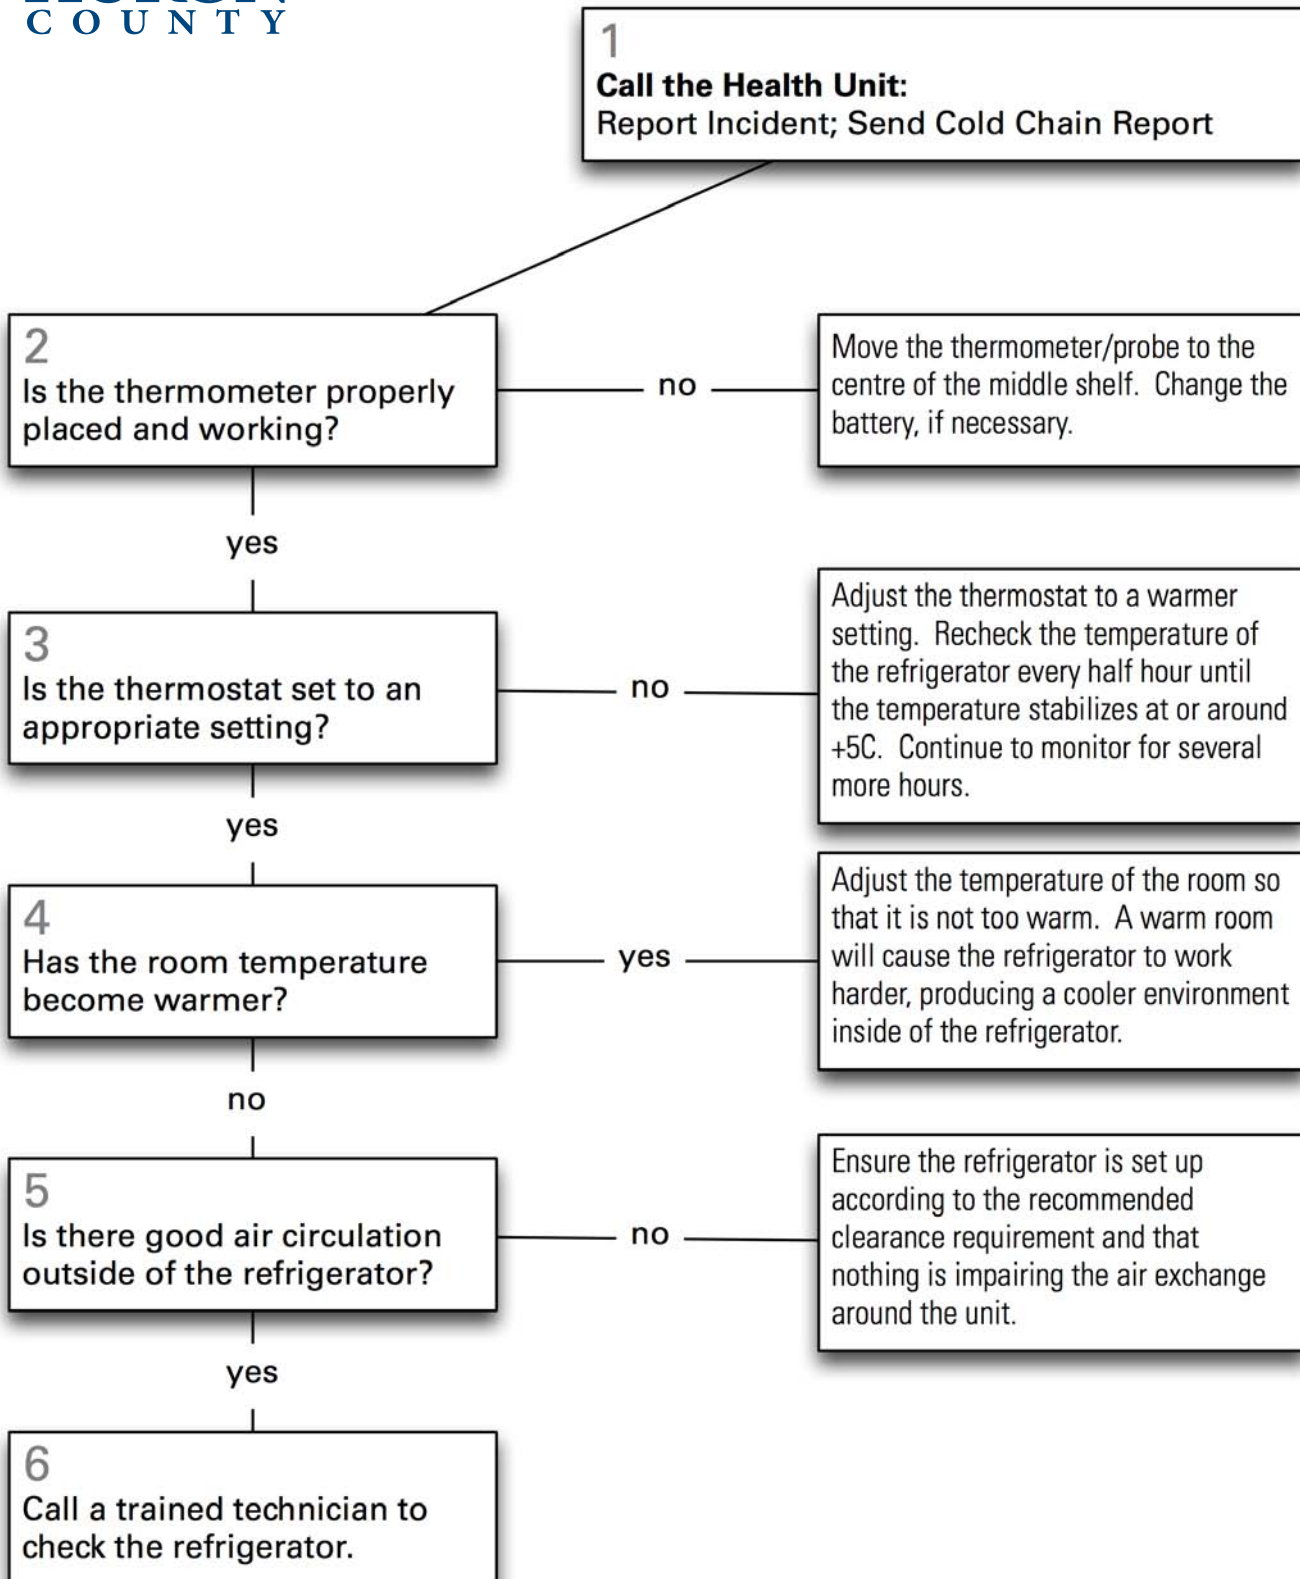 COUNTY
1
Call the Health Unit:
Report Incident; Send Cold Chain Report
2
Is the thermometer properly
placed and working?
no
Move the thermometer/probe to the
centre of the middle shelf. Change the
battery, if necessary.
yes
3
Is the thermostat set to an
appropriate setting?
no
Adjust the thermostat to a warmer
setting. Recheck the temperature of
the refrigerator every half hour until
the temperature stabilizes at or around
+5C. Continue to monitor for several
more hours.
yes
4
Has the room temperature
become warmer?
yes
Adjust the temperature of the room so
that it is not too warm. A warm room
will cause the refrigerator to work
harder, producing a cooler environment
inside of the refrigerator.
no
5
Is there good air circulation
outside of the refrigerator?
no
Ensure the refrigerator is set up
according to the recommended
clearance requirement and that
nothing is impairing the air exchange
around the unit.
yes
6
Call a trained technician to
check the refrigerator.